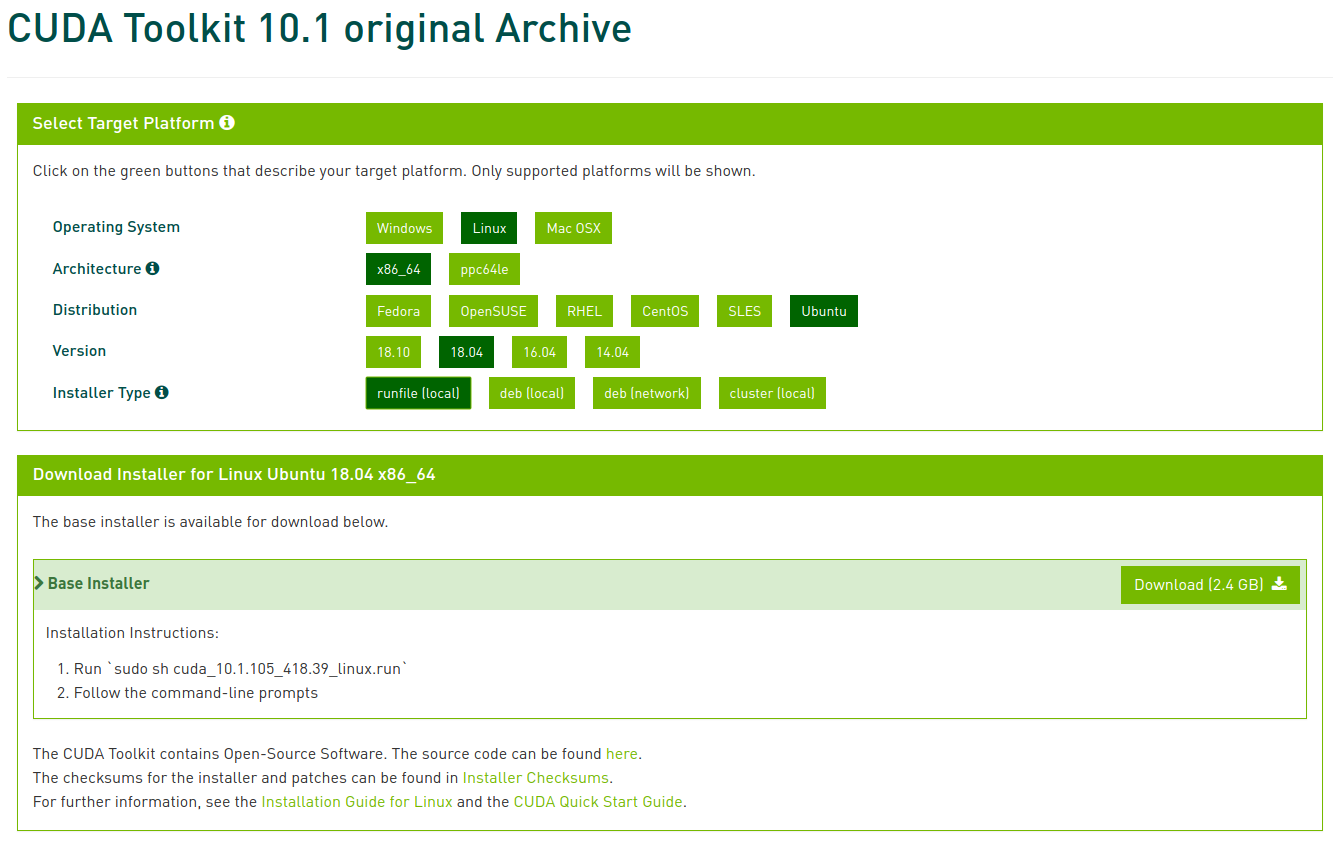 CUDA Toolkit 10.1 original Archive
Select Target Platform
Click on the green buttons that describe your target platform. Only supported platforms will be shown.
Operating System Windows Linux Mac OSX
Architecture x86_64 ppc64le
Distribution Fedora OpenSUSE RHEL CentOS SLES Ubuntu
Version 18.10 18.04 16.04 14.04
Installer Type runfile (local) deb (local) deb (network) cluster (local)
Download Installer for Linux Ubuntu 18.04 x86_64
The base installer is available for download below.
Base Installer Download (2.4 GB)
Installation Instructions:
1. Run `sudo sh cuda_10.1.105_418.39_linux.run`
2. Follow the command-line prompts
The CUDA Toolkit contains Open-Source Software. The source code can be found here.
The checksums for the installer and patches can be found in Installer Checksums.
For further information, see the Installation Guide for Linux and the CUDA Quick Start Guide.